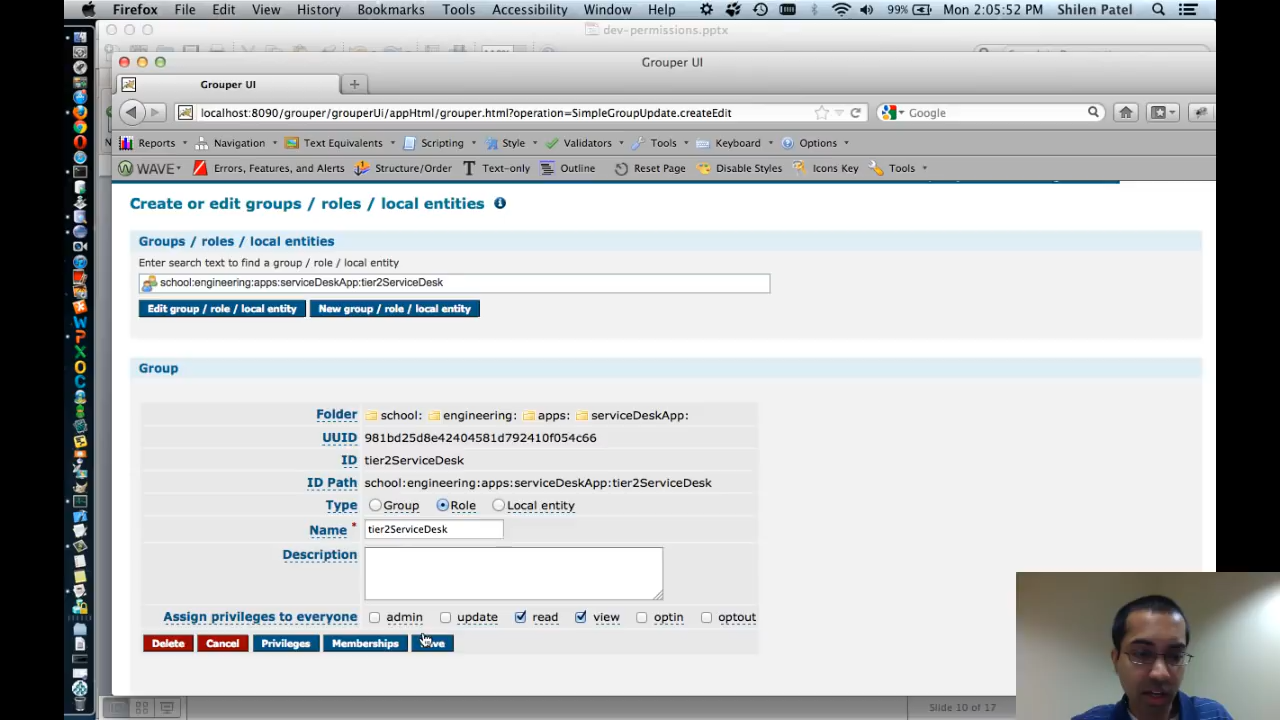 Firefox File Edit View History Bookmarks Tools Accessibility Window Help 99% Mon 2:05:52 PM Shilen Patel
dev-permissions.pptx
Grouper UI
Grouper UI
localhost:8090/grouper/grouperUi/appHtml/grouper.html?operation=SimpleGroupUpdate.createEdit Google
Reports Navigation Text Equivalents Scripting Style Validators Tools Keyboard Options
WAVE Errors, Features, and Alerts Structure/Order Text-only Outline Reset Page Disable Styles Icons Key Tools
Create or edit groups / roles / local entities
Groups / roles / local entities
Enter search text to find a group / role / local entity
school:engineering:apps:serviceDeskApp:tier2ServiceDesk
Edit group / role / local entity New group / role / local entity
Group
Folder school: engineering: apps: serviceDeskApp:
UUID 981bd25d8e42404581d792410f054c66
ID tier2ServiceDesk
ID Path school:engineering:apps:serviceDeskApp:tier2ServiceDesk
Type Group Role Local entity
Name * tier2ServiceDesk
Description
Assign privileges to everyone admin update read view optin optout
Delete Cancel Privileges Memberships Save
Slide 10 of 17